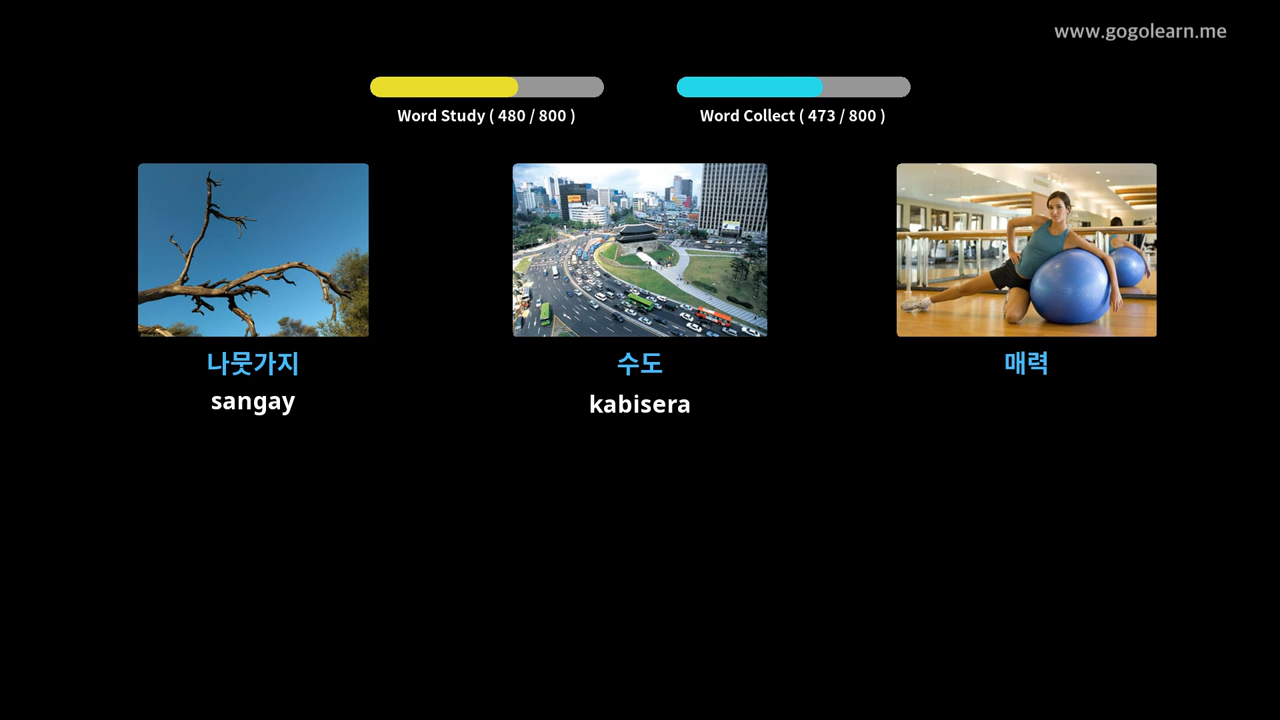 www.gogolearn.me
Word Study ( 480 / 800 )
Word Collect ( 473 / 800 )
나뭇가지
sangay
수도
kabisera
매력